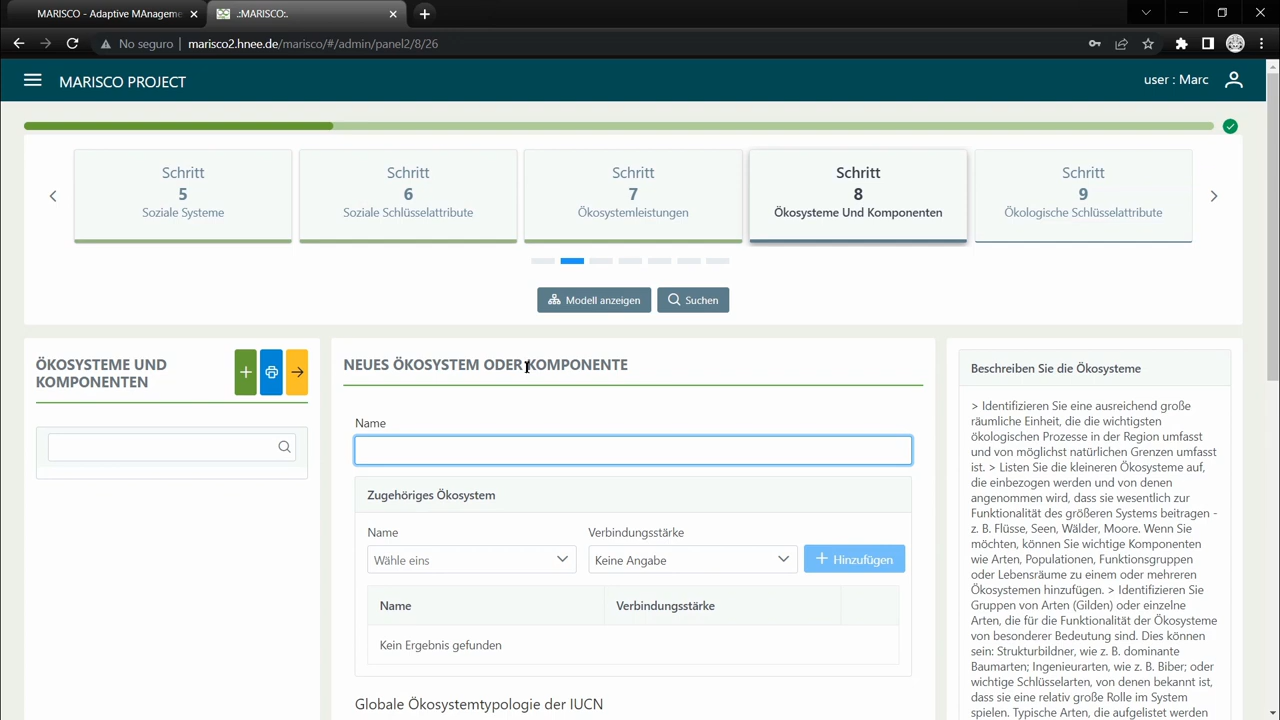 MARISCO - Adaptive MAnageme
.:MARISCO:.
No seguro
marisco2.hnee.de/marisco/#/admin/panel2/8/26
MARISCO PROJECT
user : Marc
Schritt
5
Soziale Systeme
Schritt
6
Soziale Schlüsselattribute
Schritt
7
Ökosystemleistungen
Schritt
8
Ökosysteme Und Komponenten
Schritt
9
Ökologische Schlüsselattribute
Modell anzeigen
Suchen
ÖKOSYSTEME UND
KOMPONENTEN
NEUES ÖKOSYSTEM ODER KOMPONENTE
Name
Zugehöriges Ökosystem
Name
Verbindungsstärke
Wähle eins
Keine Angabe
Hinzufügen
Name
Verbindungsstärke
Kein Ergebnis gefunden
Globale Ökosystemtypologie der IUCN
Beschreiben Sie die Ökosysteme
> Identifizieren Sie eine ausreichend große
räumliche Einheit, die die wichtigsten
ökologischen Prozesse in der Region umfasst
und von möglichst natürlichen Grenzen umfasst
ist. > Listen Sie die kleineren Ökosysteme auf,
die einbezogen werden und von denen
angenommen wird, dass sie wesentlich zur
Funktionalität des größeren Systems beitragen -
z. B. Flüsse, Seen, Wälder, Moore. Wenn Sie
möchten, können Sie wichtige Komponenten
wie Arten, Populationen, Funktionsgruppen
oder Lebensräume zu einem oder mehreren
Ökosystemen hinzufügen. > Identifizieren Sie
Gruppen von Arten (Gilden) oder einzelne
Arten, die für die Funktionalität der Ökosysteme
von besonderer Bedeutung sind. Dies können
sein: Strukturbildner, wie z. B. dominante
Baumarten; Ingenieurarten, wie z. B. Biber; oder
wichtige Schlüsselarten, von denen bekannt ist,
dass sie eine relativ große Rolle im System
spielen. Typische Arten, die aufgelistet werden